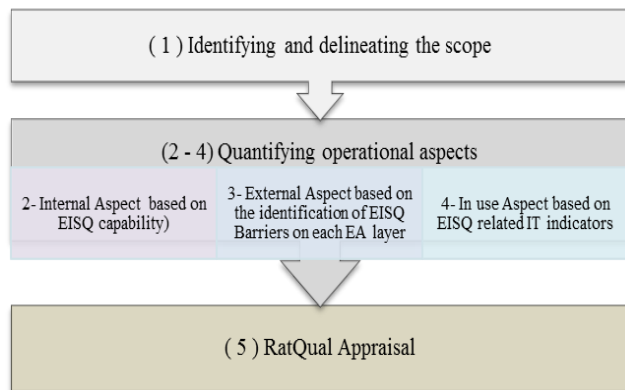 ( 1 ) Identifying and delineating the scope
(2 - 4) Quantifying operational aspects
2- Internal Aspect based on
EISQ capability)
3- External Aspect based on
the identification of EISQ
Barriers on each EA layer
4- In use Aspect based on
EISQ related IT indicators
( 5 ) RatQual Appraisal